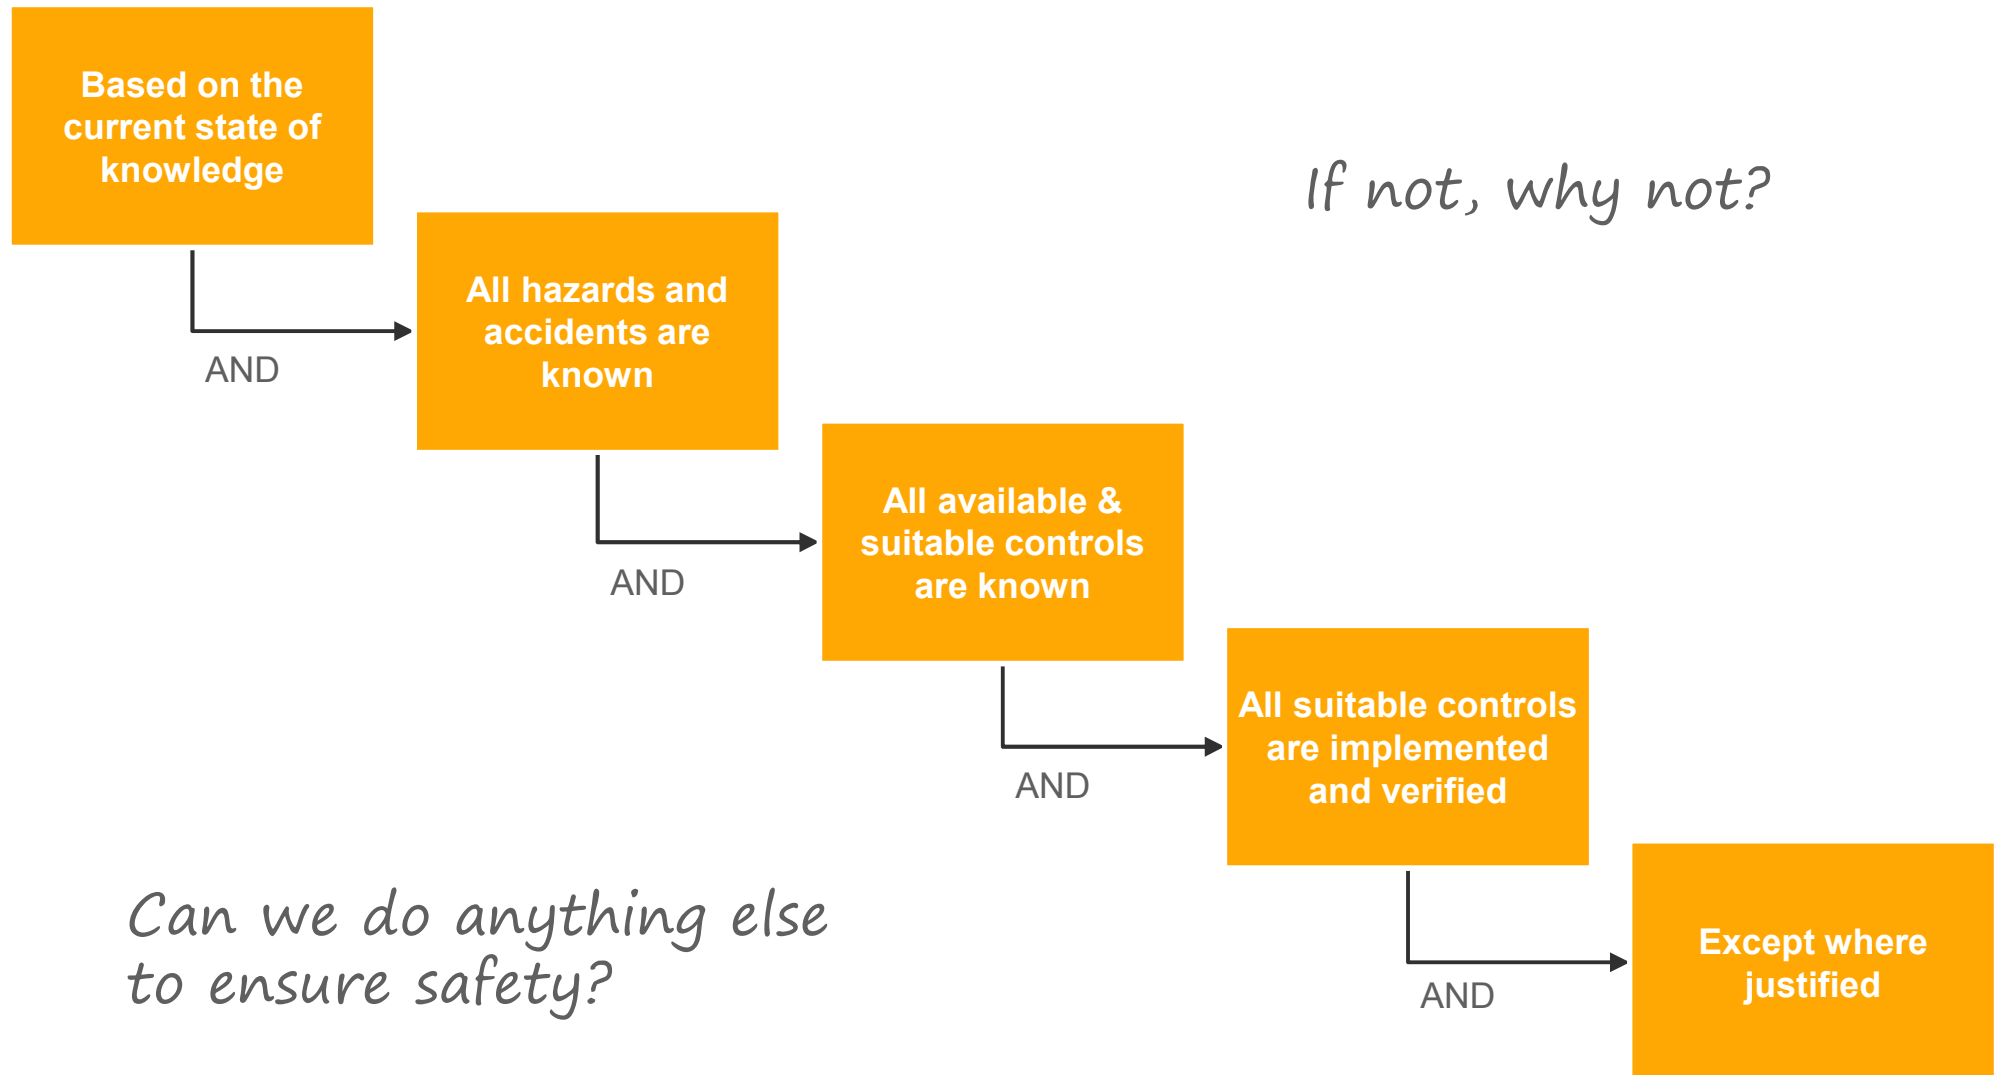 Based on the
current state of
knowledge
If not, why not?
AND
All hazards and
accidents are
known
AND
All available &
suitable controls
are known
AND
All suitable controls
are implemented
and verified
AND
Except where
justified
Can we do anything else
to ensure safety?